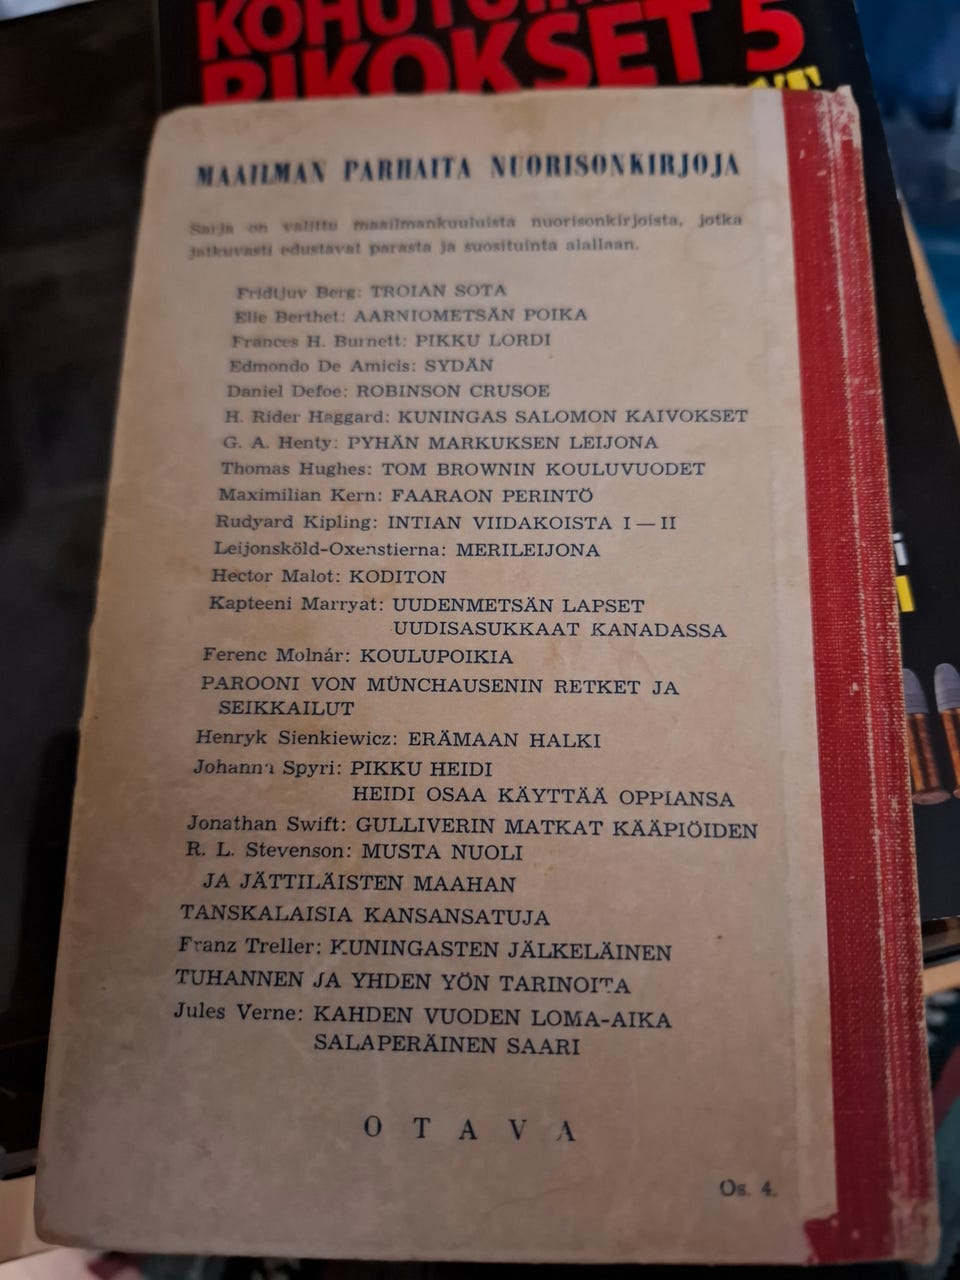 RIKOKSET 5
MAAILMAN PARHAITA NUORISONKIRJOJA
Sarja on valittu maailmankuuluista nuorisonkirjoista, jotka
jatkuvasti edustavat parasta ja suosituinta alallaan.
Fridtjuv Berg: TROIAN SOTA
Elie Berthet: AARNIOMETSÄN POIKA
Frances H. Burnett: PIKKU LORDI
Edmondo De Amicis: SYDÄN
Daniel Defoe: ROBINSON CRUSOE
H. Rider Haggard: KUNINGAS SALOMON KAIVOKSET
G. A. Henty: PYHÄN MARKUKSEN LEIJONA
Thomas Hughes: TOM BROWNIN KOULUVUODET
Maximilian Kern: FAARAON PERINTÖ
Rudyard Kipling: INTIAN VIIDAKOISTA I — II
Leijonsköld-Oxenstierna: MERILEIJONA
Hector Malot: KODITON
Kapteeni Marryat: UUDENMETSÄN LAPSET
UUDISASUKKAAT KANADASSA
Ferenc Molnár: KOULUPOIKIA
PAROONI VON MÜNCHAUSENIN RETKET JA
SEIKKAILUT
Henryk Sienkiewicz: ERÄMAAN HALKI
Johanna Spyri: PIKKU HEIDI
HEIDI OSAA KÄYTTÄÄ OPPIANSA
Jonathan Swift: GULLIVERIN MATKAT KÄÄPIÖIDEN
R. L. Stevenson: MUSTA NUOLI
JA JÄTTILÄISTEN MAAHAN
TANSKALAISIA KANSANSATUJA
Franz Treller: KUNINGASTEN JÄLKELÄINEN
TUHANNEN JA YHDEN YÖN TARINOITA
Jules Verne: KAHDEN VUODEN LOMA-AIKA
SALAPERÄINEN SAARI
OTAVA
Os. 4.